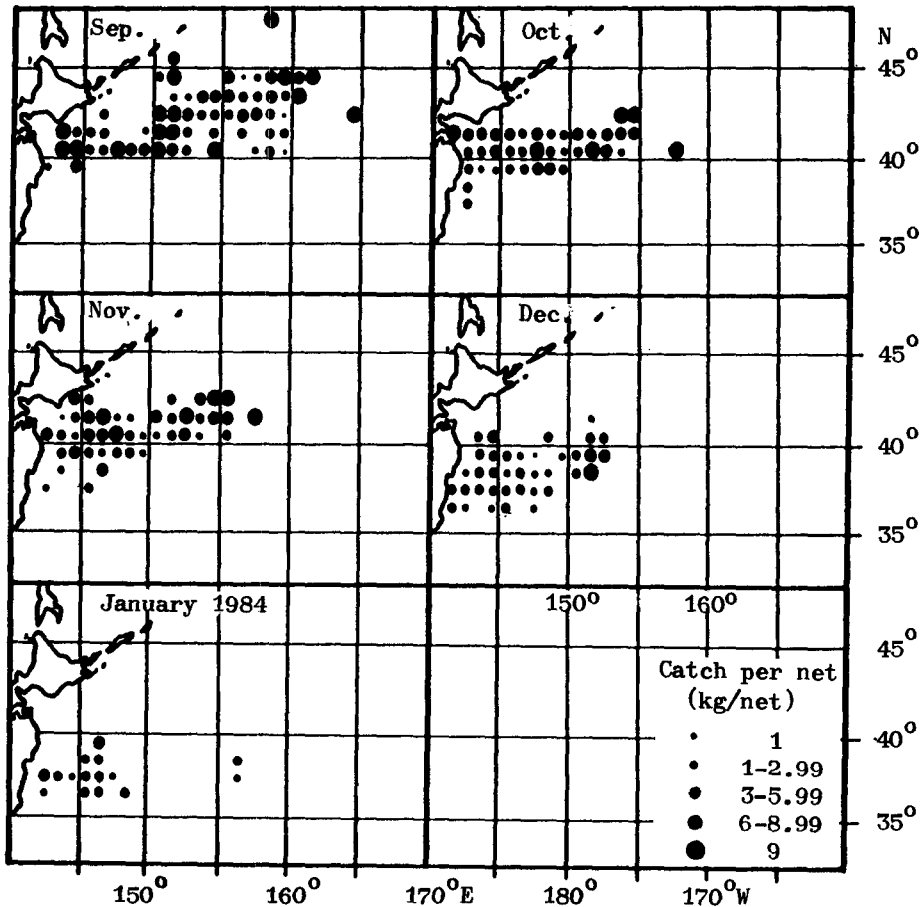 Sep.
Oct.
N
45°
40°
35°
Nov.
Dec.
45°
40°
35°
January 1984
150°
160°
45°
Catch per net
(kg/net)
1
40°
1-2.99
3-5.99
6-8.99
35°
9
150°
160°
170°E
180°
170°W